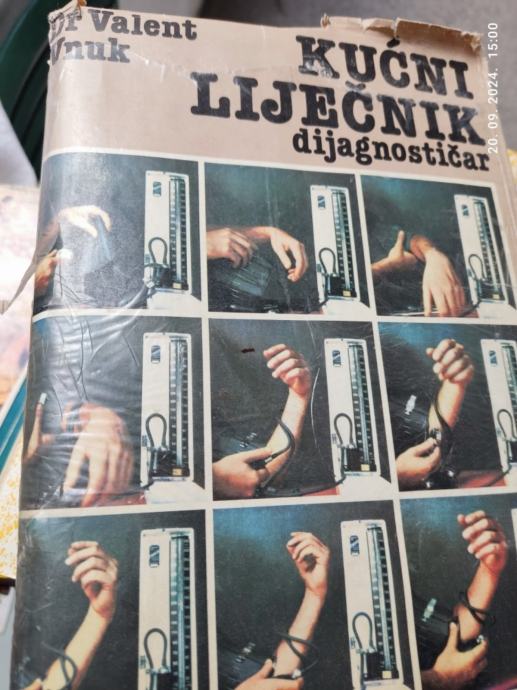 Dr Valent
Vnuk
KUĆNI
LIJEČNIK
dijagnostičar
20. 09. 2024. 15:00